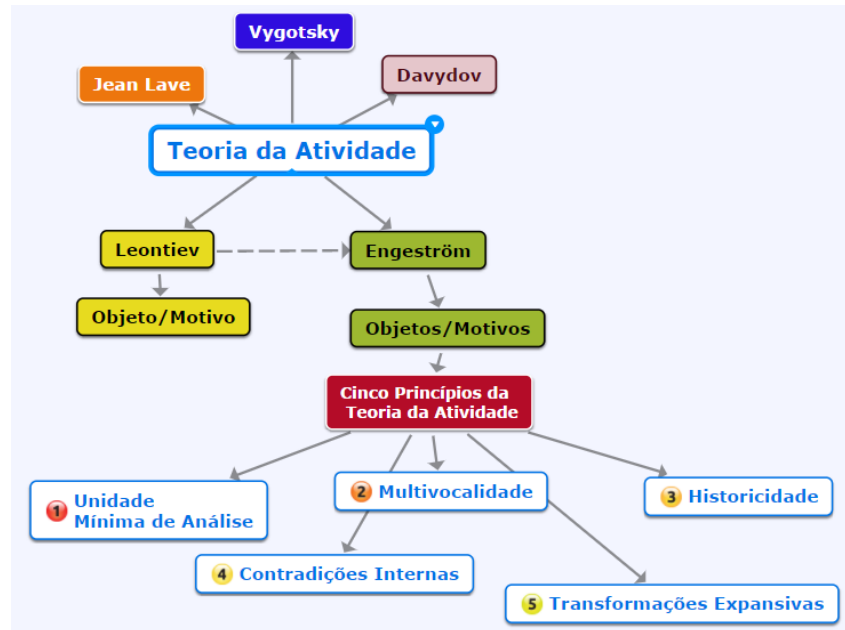 Vygotsky
Jean Lave
Davydov
Teoria da Atividade
Leontiev
Engeström
Objeto/Motivo
Objetos/Motivos
Cinco Princípios da
Teoria da Atividade
1 Unidade
Mínima de Análise
2 Multivocalidade
3 Historicidade
4 Contradições Internas
5 Transformações Expansivas